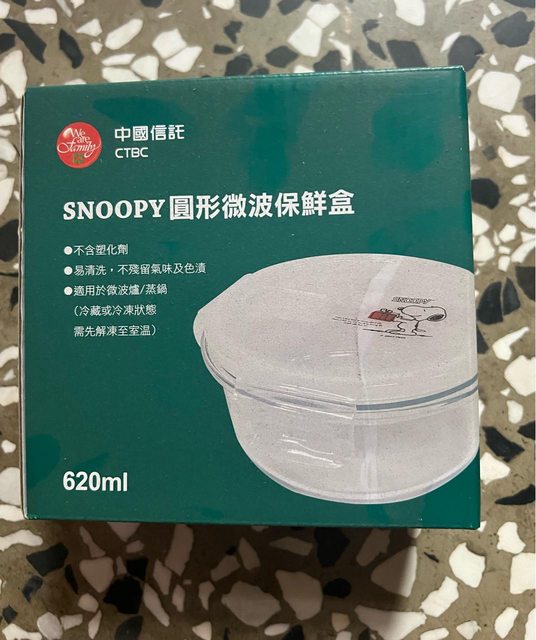 We
are
Family
中國信託
CTBC
SNOOPY圓形微波保鮮盒
●不含塑化劑
●易清洗，不殘留氣味及色漬
●適用於微波爐/蒸鍋
（冷藏或冷凍狀態
需先解凍至室温）
SNOOPY
620ml